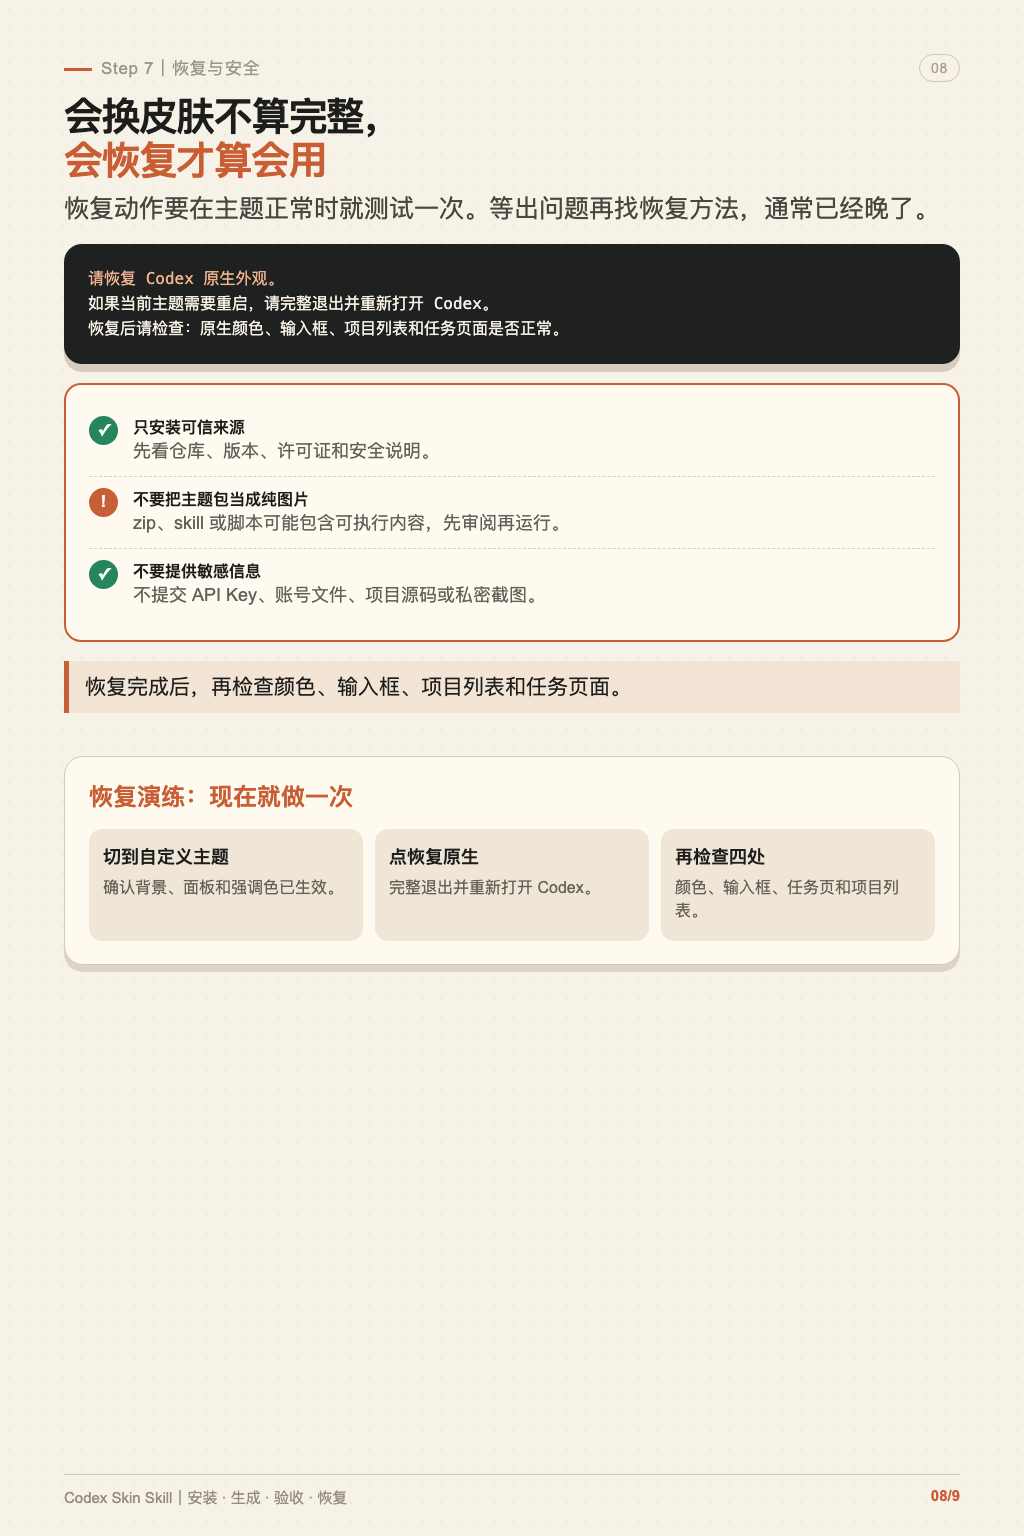 Step 7｜恢复与安全
08
会换皮肤不算完整，
会恢复才算会用
恢复动作要在主题正常时就测试一次。等出问题再找恢复方法，通常已经晚了。
请恢复 Codex 原生外观。
如果当前主题需要重启，请完整退出并重新打开 Codex。
恢复后请检查：原生颜色、输入框、项目列表和任务页面是否正常。
✓
只安装可信来源
先看仓库、版本、许可证和安全说明。
!
不要把主题包当成纯图片
zip、skill 或脚本可能包含可执行内容，先审阅再运行。
✓
不要提供敏感信息
不提交 API Key、账号文件、项目源码或私密截图。
恢复完成后，再检查颜色、输入框、项目列表和任务页面。
恢复演练：现在就做一次
切到自定义主题
确认背景、面板和强调色已生效。
点恢复原生
完整退出并重新打开 Codex。
再检查四处
颜色、输入框、任务页和项目列
表。
Codex Skin Skill｜安装 · 生成 · 验收 · 恢复
08/9